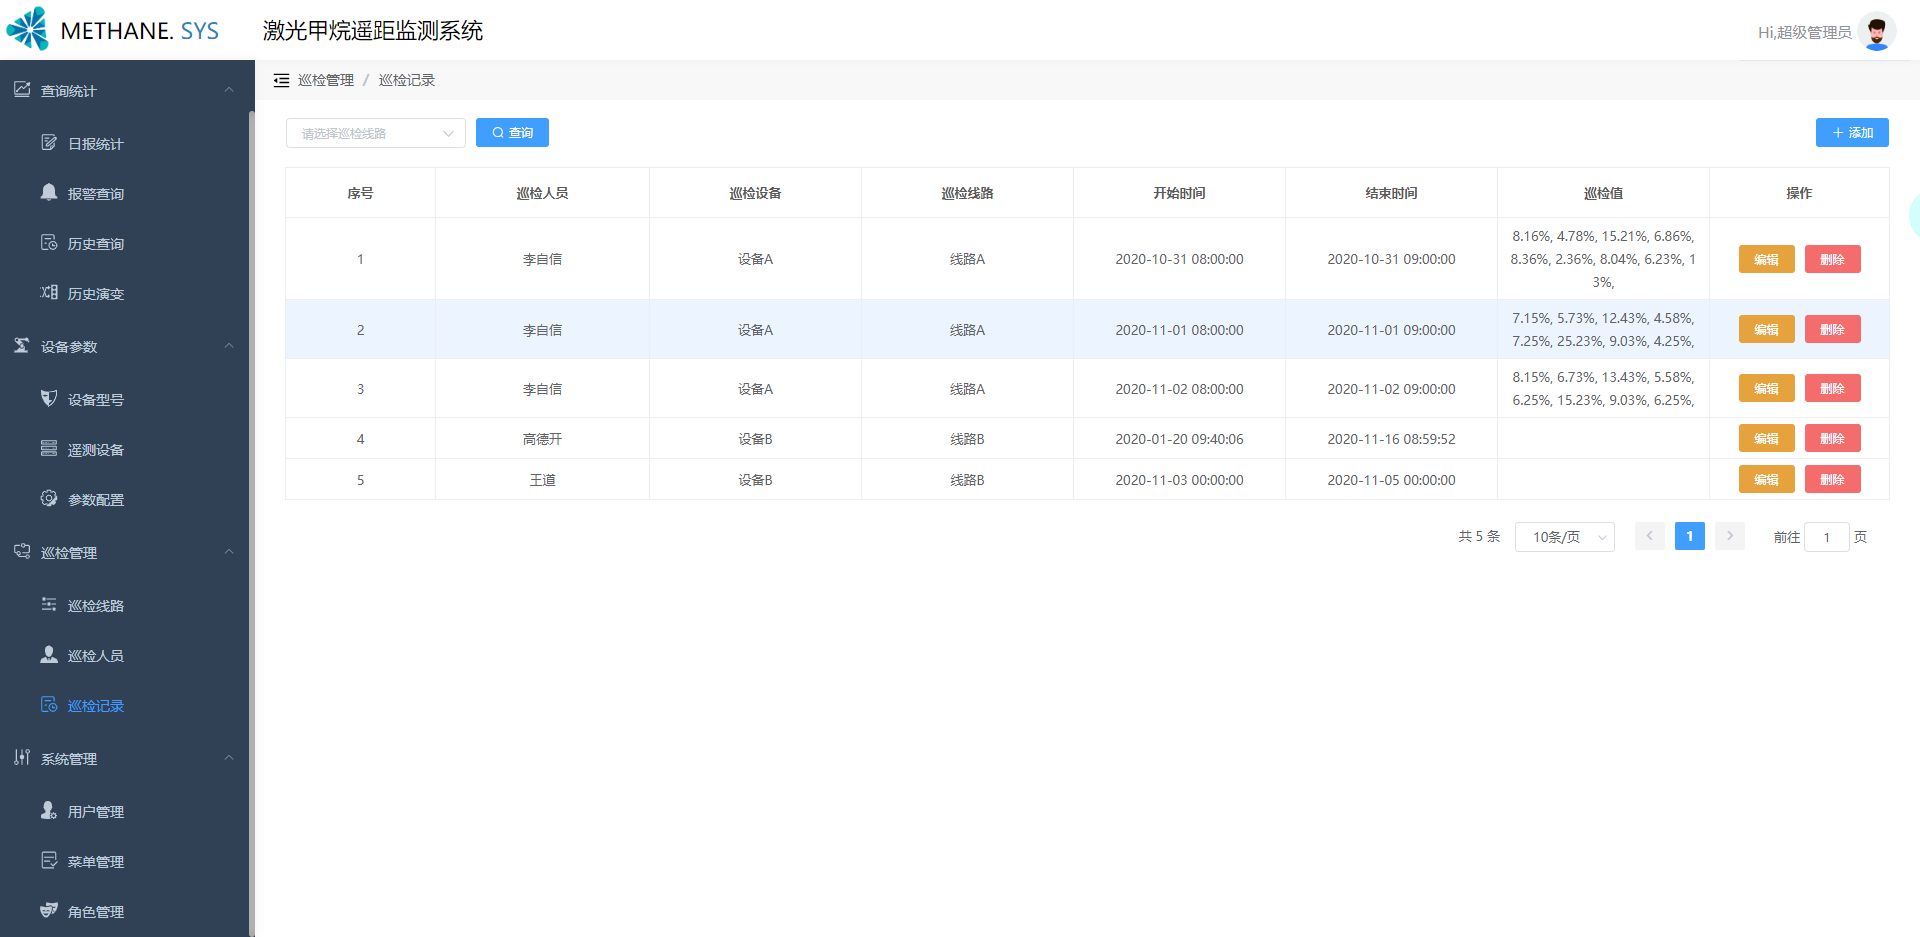 METHANE. SYS
激光甲烷遥距监测系统
Hi,超级管理员
查询统计
日报统计
报警查询
历史查询
历史演变
设备参数
设备型号
遥测设备
参数配置
巡检管理
巡检线路
巡检人员
巡检记录
系统管理
用户管理
菜单管理
角色管理
巡检管理 / 巡检记录
请选择巡检线路
查询
添加
序号 巡检人员 巡检设备 巡检线路 开始时间 结束时间 巡检值 操作
1 李自信 设备A 线路A 2020-10-31 08:00:00 2020-10-31 09:00:00 8.16%, 4.78%, 15.21%, 6.86%,
8.36%, 2.36%, 8.04%, 6.23%, 1
3%,
编辑 删除
2 李自信 设备A 线路A 2020-11-01 08:00:00 2020-11-01 09:00:00 7.15%, 5.73%, 12.43%, 4.58%,
7.25%, 25.23%, 9.03%, 4.25%,
编辑 删除
3 李自信 设备A 线路A 2020-11-02 08:00:00 2020-11-02 09:00:00 8.15%, 6.73%, 13.43%, 5.58%,
6.25%, 15.23%, 9.03%, 6.25%,
编辑 删除
4 高德开 设备B 线路B 2020-01-20 09:40:06 2020-11-16 08:59:52 编辑 删除
5 王道 设备B 线路B 2020-11-03 00:00:00 2020-11-05 00:00:00 编辑 删除
共 5 条 10条/页 1 前往 1 页